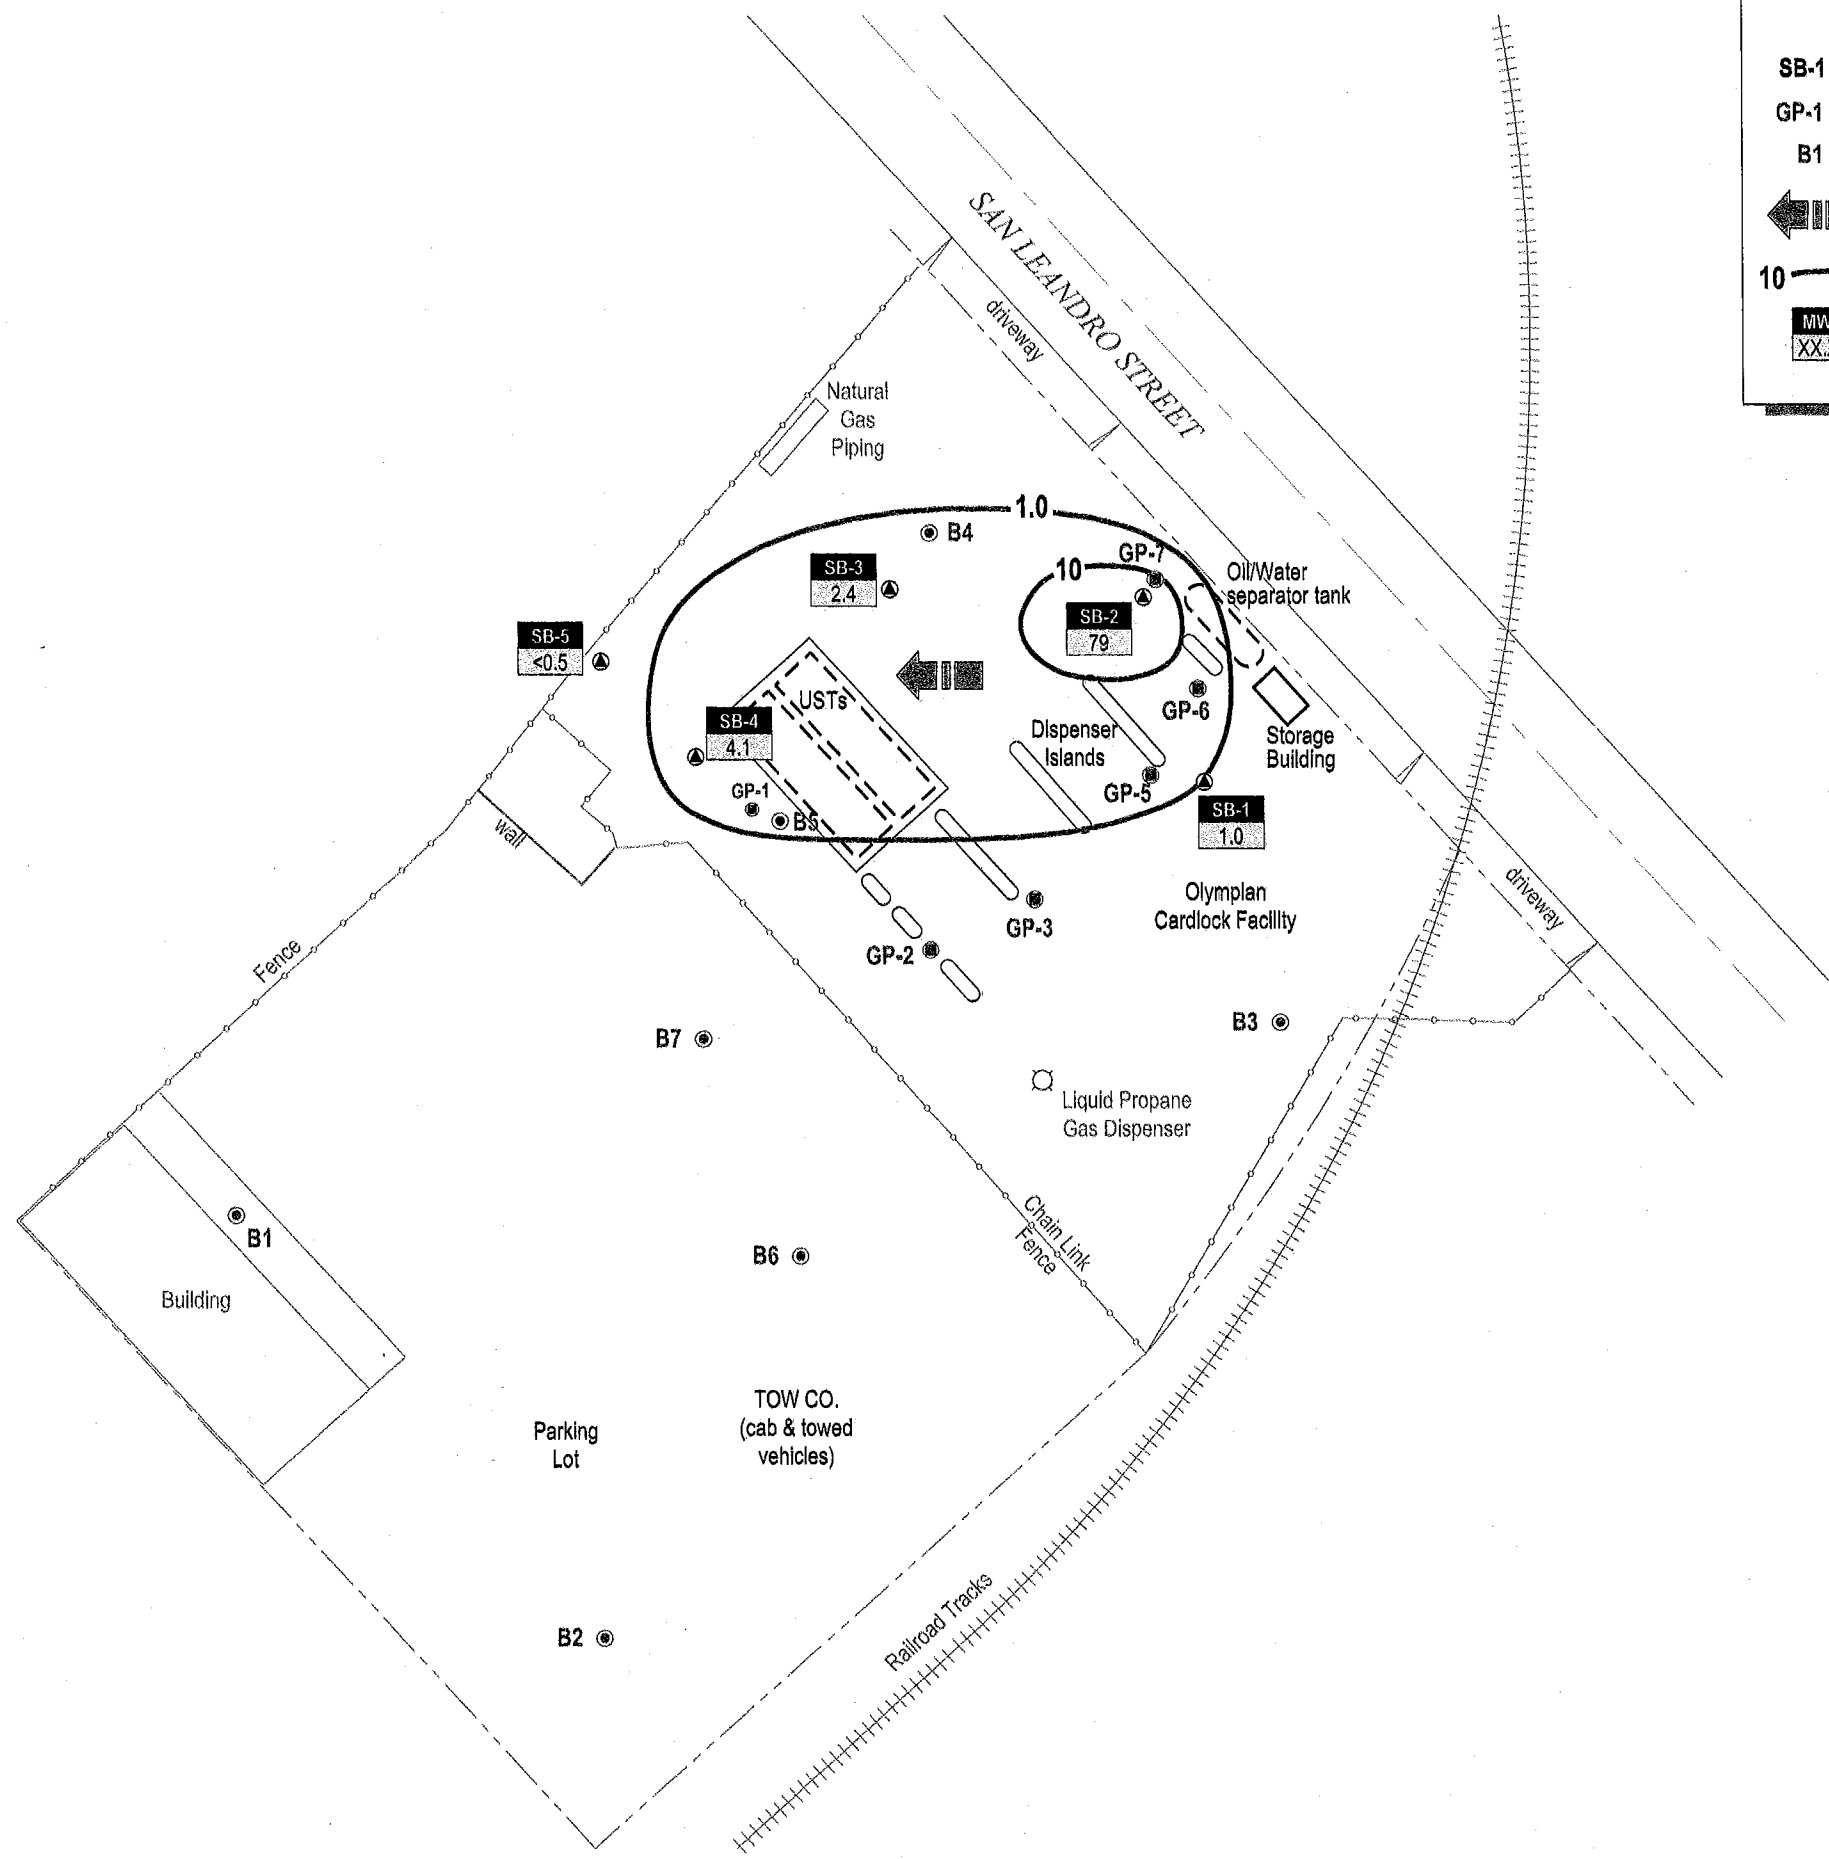 SB-1
GP-1
B1
10
MW
XX.
SAN LEANDRO STREET
driveway
Natural
Gas
Piping
1.0
B4
GP-7
10
Oil/Water
separator tank
SB-3
2.4
SB-2
79
SB-5
<0.5
USTs
GP-6
SB-4
4.1
Dispenser
Islands
Storage
Building
GP-1
GP-5
B5
SB-1
1.0
wall
Olympian
Cardlock Facility
driveway
Fence
GP-2
GP-3
B7
B3
Liquid Propane
Gas Dispenser
B1
Chain Link
Fence
B6
Building
TOW CO.
(cab & towed
vehicles)
Parking
Lot
B2
Railroad Tracks